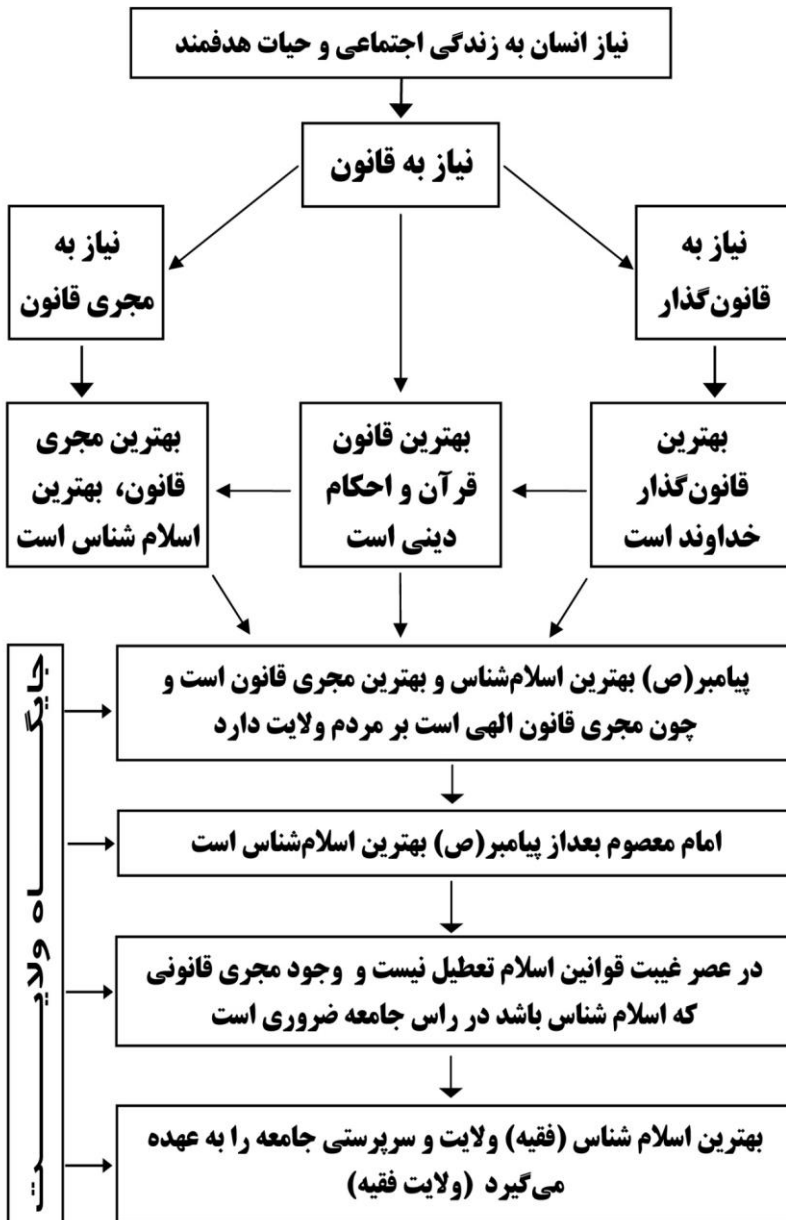 نیاز انسان به زندگی اجتماعی و حیات هدفمند
نیاز به قانون
نیاز به
قانون‌گذار
نیاز به
مجری قانون
بهترین
قانون‌گذار
خداوند است
بهترین قانون
قرآن و احکام
دینی است
بهترین مجری
قانون، بهترین
اسلام شناس است
پیامبر(ص) بهترین اسلام‌شناس و بهترین مجری قانون است و
چون مجری قانون الهی است بر مردم ولایت دارد
امام معصوم بعداز پیامبر(ص) بهترین اسلام‌شناس است
در عصر غیبت قوانین اسلام تعطیل نیست و وجود مجری قانونی
که اسلام شناس باشد در راس جامعه ضروری است
بهترین اسلام شناس (فقیه) ولایت و سرپرستی جامعه را به عهده
می‌گیرد (ولایت فقیه)
جایگـــاه ولایـــت